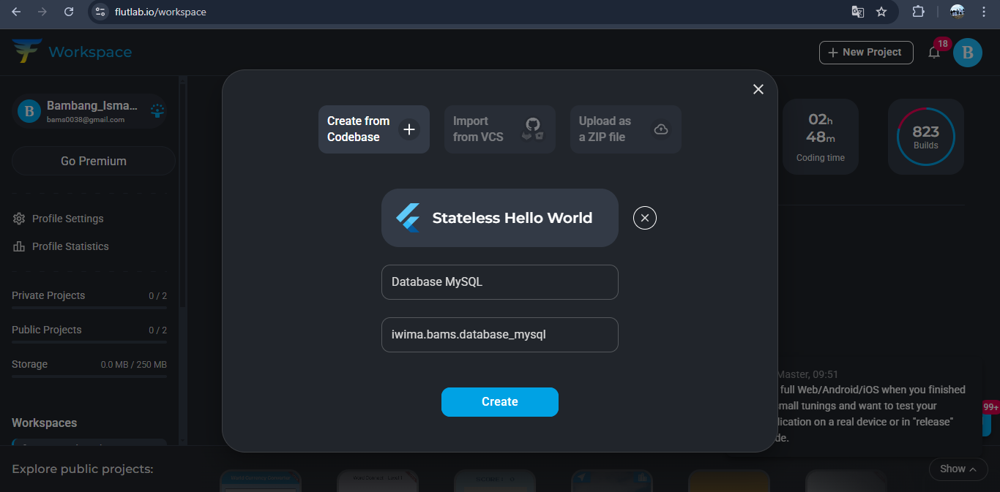 flutlab.io/workspace
Workspace
New Project
18
B
B
Bambang_Isma...
bams0038@gmail.com
Go Premium
Profile Settings
Profile Statistics
Private Projects
0 / 2
Public Projects
0 / 2
Storage
0.0 MB / 250 MB
Workspaces
Create from
Codebase
Import
from VCS
Upload as
a ZIP file
Stateless Hello World
Database MySQL
iwima.bams.database_mysql
Create
02h
48m
Coding time
823
Builds
Master, 09:51
full Web/Android/iOS when you finished
mall tunings and want to test your
lication on a real device or in "release"
de.
99+
Explore public projects:
Show